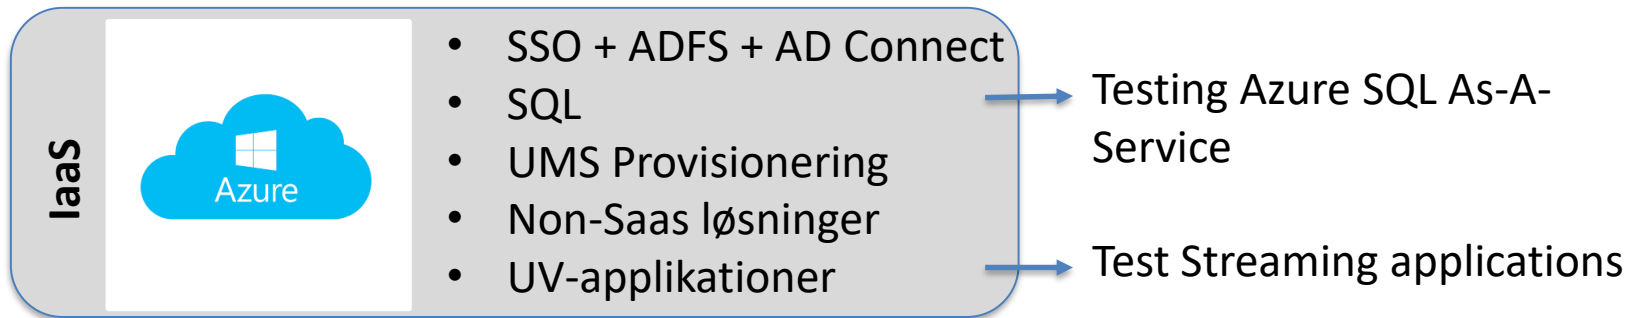 IaaS
Azure
• SSO + ADFS + AD Connect
• SQL
• UMS Provisionering
• Non-Saas løsninger
• UV-applikationer
Testing Azure SQL As-A-
Service
Test Streaming applications